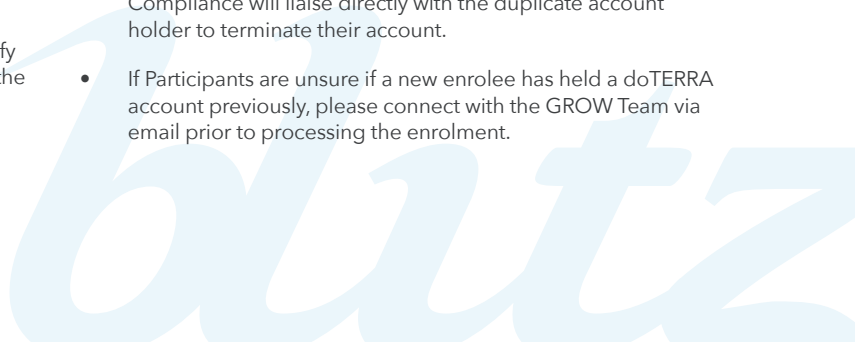 Compliance will liaise directly with the duplicate account
holder to terminate their account.
fy
the
• If Participants are unsure if a new enrolee has held a doTERRA
account previously, please connect with the GROW Team via
email prior to processing the enrolment.
blitz